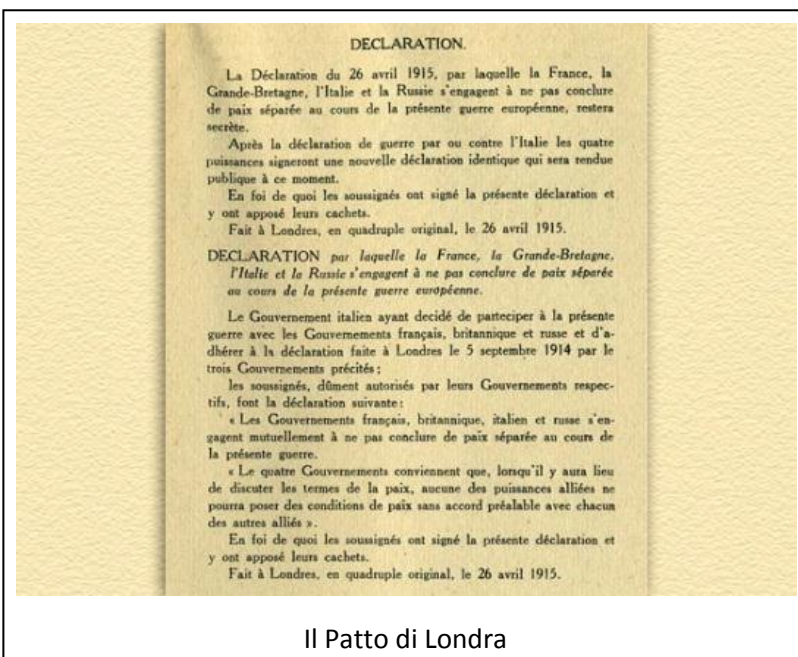 DECLARATION.
La Déclaration du 26 avril 1915, par laquelle la France, la
Grande-Bretagne, l'Italie et la Russie s'engagent à ne pas conclure
de paix séparée au cours de la présente guerre européenne, restera
secrète.
Après la déclaration de guerre par ou contre l'Italie les quatre
puissances signeront une nouvelle déclaration identique qui sera rendue
publique à ce moment.
En foi de quoi les soussignés ont signé la présente déclaration et
y ont apposé leurs cachets.
Fait à Londres, en quadruple original, le 26 avril 1915.
DECLARATION par laquelle la France, la Grande-Bretagne,
l'Italie et la Russie s'engagent à ne pas conclure de paix séparée
au cours de la présente guerre européenne.
Le Gouvernement italien ayant decidé de parteciper à la présente
guerre avec les Gouvernements français, britannique et russe et d'a-
dhérer à la déclaration faite à Londres le 5 septembre 1914 par le
trois Gouvernements précités ;
les soussignés, dûment autorisés par leurs Gouvernements respec-
tifs, font la déclaration suivante :
« Les Gouvernements français, britannique, italien et russe s'en-
gagent mutuellement à ne pas conclure de paix séparée au cours de
la présente guerre.
« Le quatre Gouvernements conviennent que, lorsqu'il y aura lieu
de discuter les termes de la paix, aucune des puissances alliées ne
pourra poser des conditions de paix sans accord préalable avec chacun
des autres alliés ».
En foi de quoi les soussignés ont signé la présente déclaration et
y ont apposé leurs cachets.
Fait à Londres, en quadruple original, le 26 avril 1915.
Il Patto di Londra